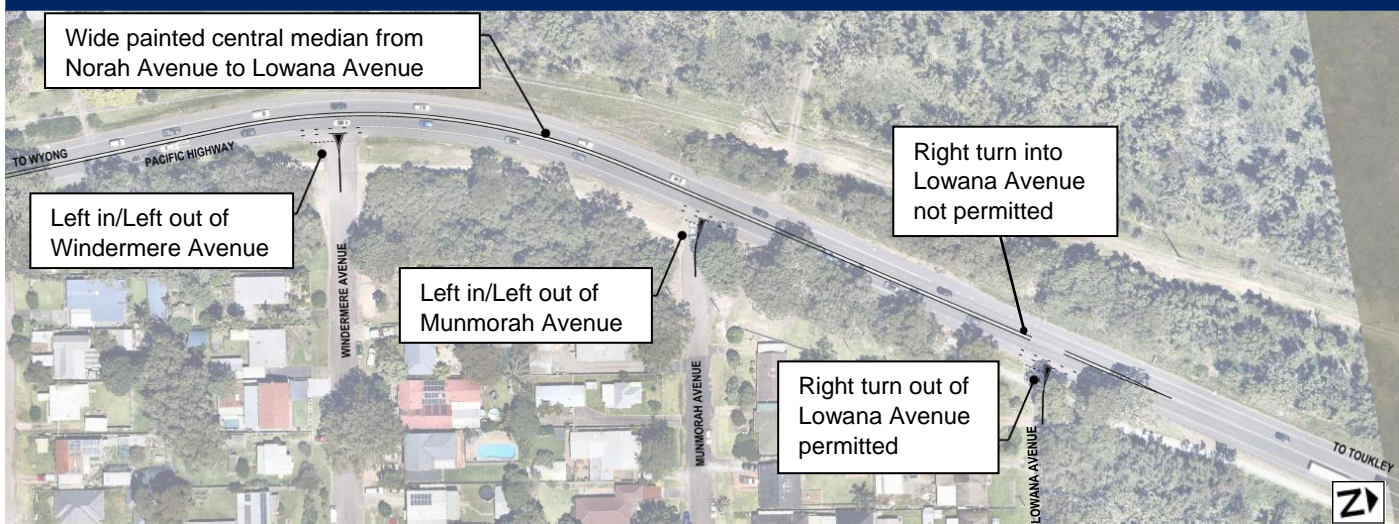 Wide painted central median from
Norah Avenue to Lowana Avenue
TO WYONG
PACIFIC HIGHWAY
Left in/Left out of
Windermere Avenue
WINDERMERE AVENUE
Left in/Left out of
Munmorah Avenue
MUNMORAH AVENUE
Right turn into
Lowana Avenue
not permitted
Right turn out of
Lowana Avenue
permitted
LOWANA AVENUE
TO TOUKLEY
Z